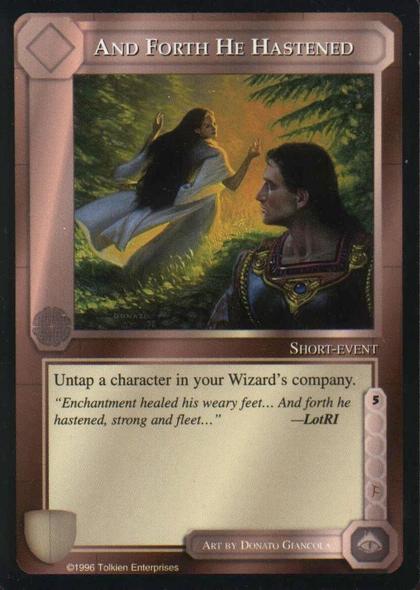 And Forth He Hastened
DONATO
Short-event
Untap a character in your Wizard's company.
"Enchantment healed his weary feet… And forth he
hastened, strong and fleet…" —LotRI
5
F
Art by Donato Giancola
©1996 Tolkien Enterprises